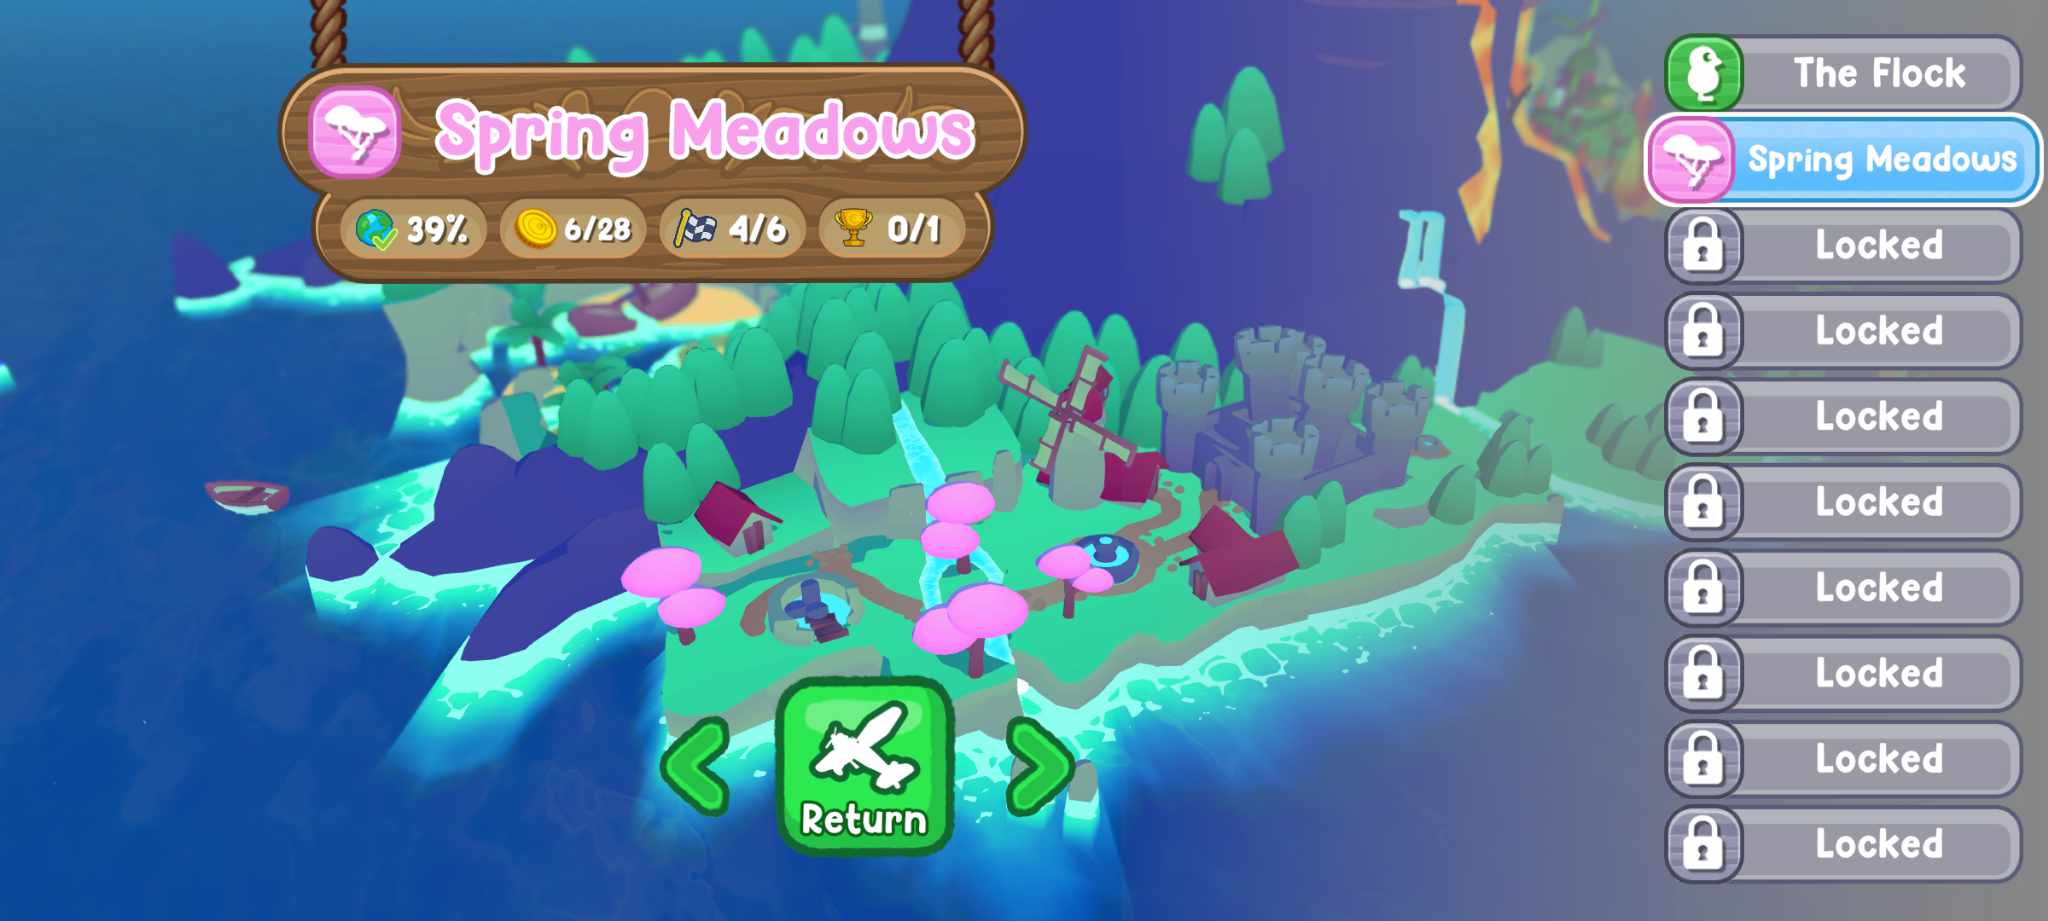 Spring Meadows
39%
6/28
4/6
0/1
The Flock
Spring Meadows
Locked
Locked
Locked
Locked
Locked
Locked
Locked
Locked
Return